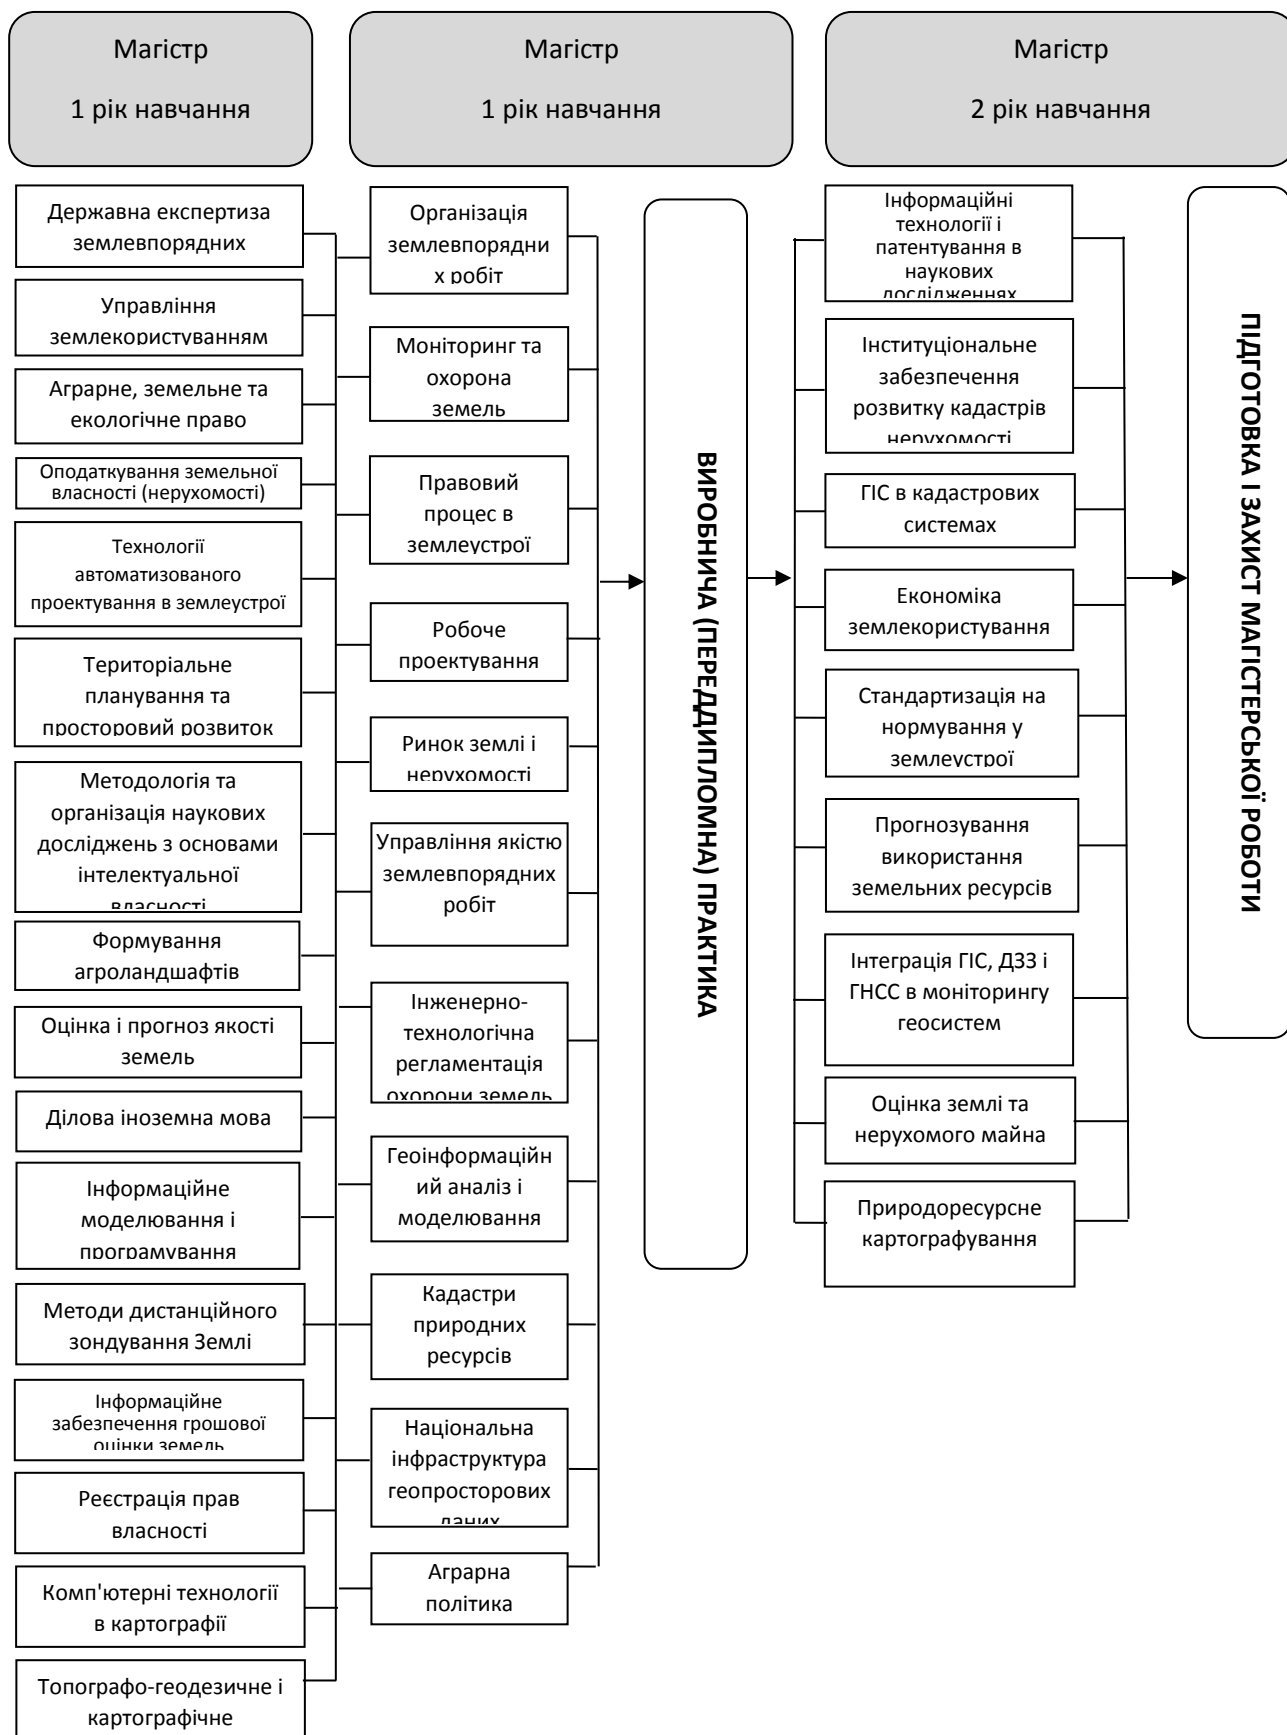 Магістр
1 рік навчання
Магістр
1 рік навчання
Магістр
2 рік навчання
Державна експертиза
землевпорядних
Управління
землекористуванням
Аграрне, земельне та
екологічне право
Оподаткування земельної
власності (нерухомості)
Технології
автоматизованого
проектування в землеустрої
Територіальне
планування та
просторовий розвиток
Методологія та
організація наукових
досліджень з основами
інтелектуальної
власності
Формування
агроландшафтів
Оцінка і прогноз якості
земель
Ділова іноземна мова
Інформаційне
моделювання і
програмування
Методи дистанційного
зондування Землі
Інформаційне
забезпечення грошової
оцінки земель
Реєстрація прав
власності
Комп'ютерні технології
в картографії
Топографо-геодезичне і
картографічне
Організація
землевпорядни
х робіт
Моніторинг та
охорона
земель
Правовий
процес в
землеустрої
Робоче
проектування
Ринок землі і
нерухомості
Управління якістю
землевпорядних
робіт
Інженерно-
технологічна
регламентація
охорони земель
Геоінформаційн
ий аналіз і
моделювання
Кадастри
природних
ресурсів
Національна
інфраструктура
геопросторових
даних
Аграрна
політика
ВИРОБНИЧА (ПЕРЕДДИПЛОМНА) ПРАКТИКА
Інформаційні
технології і
патентування в
наукових
дослідженнях
Інституціональне
забезпечення
розвитку кадастрів
нерухомості
ГІС в кадастрових
системах
Економіка
землекористування
Стандартизація на
нормування у
землеустрої
Прогнозування
використання
земельних ресурсів
Інтеграція ГІС, ДЗЗ і
ГНСС в моніторингу
геосистем
Оцінка землі та
нерухомого майна
Природоресурсне
картографування
ПІДГОТОВКА І ЗАХИСТ МАГІСТЕРСЬКОЇ РОБОТИ